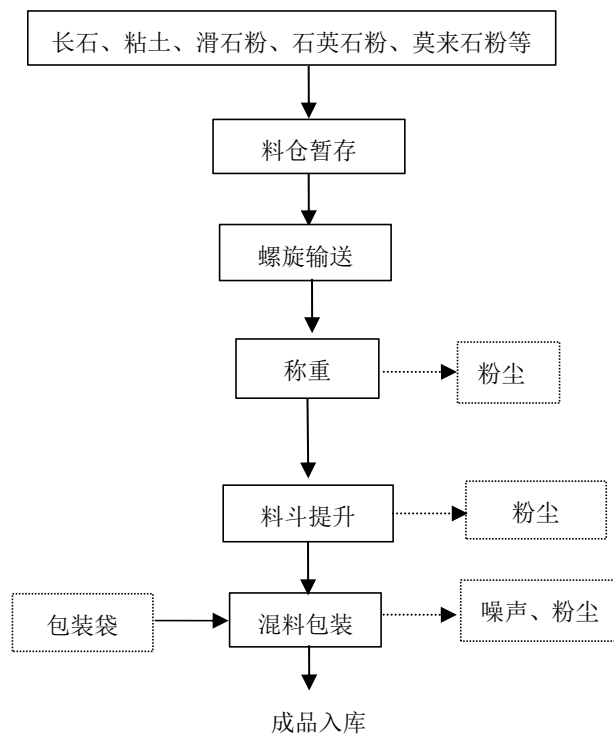 长石、粘土、滑石粉、石英石粉、莫来石粉等
料仓暂存
螺旋输送
称重
粉尘
料斗提升
粉尘
包装袋
混料包装
噪声、粉尘
成品入库